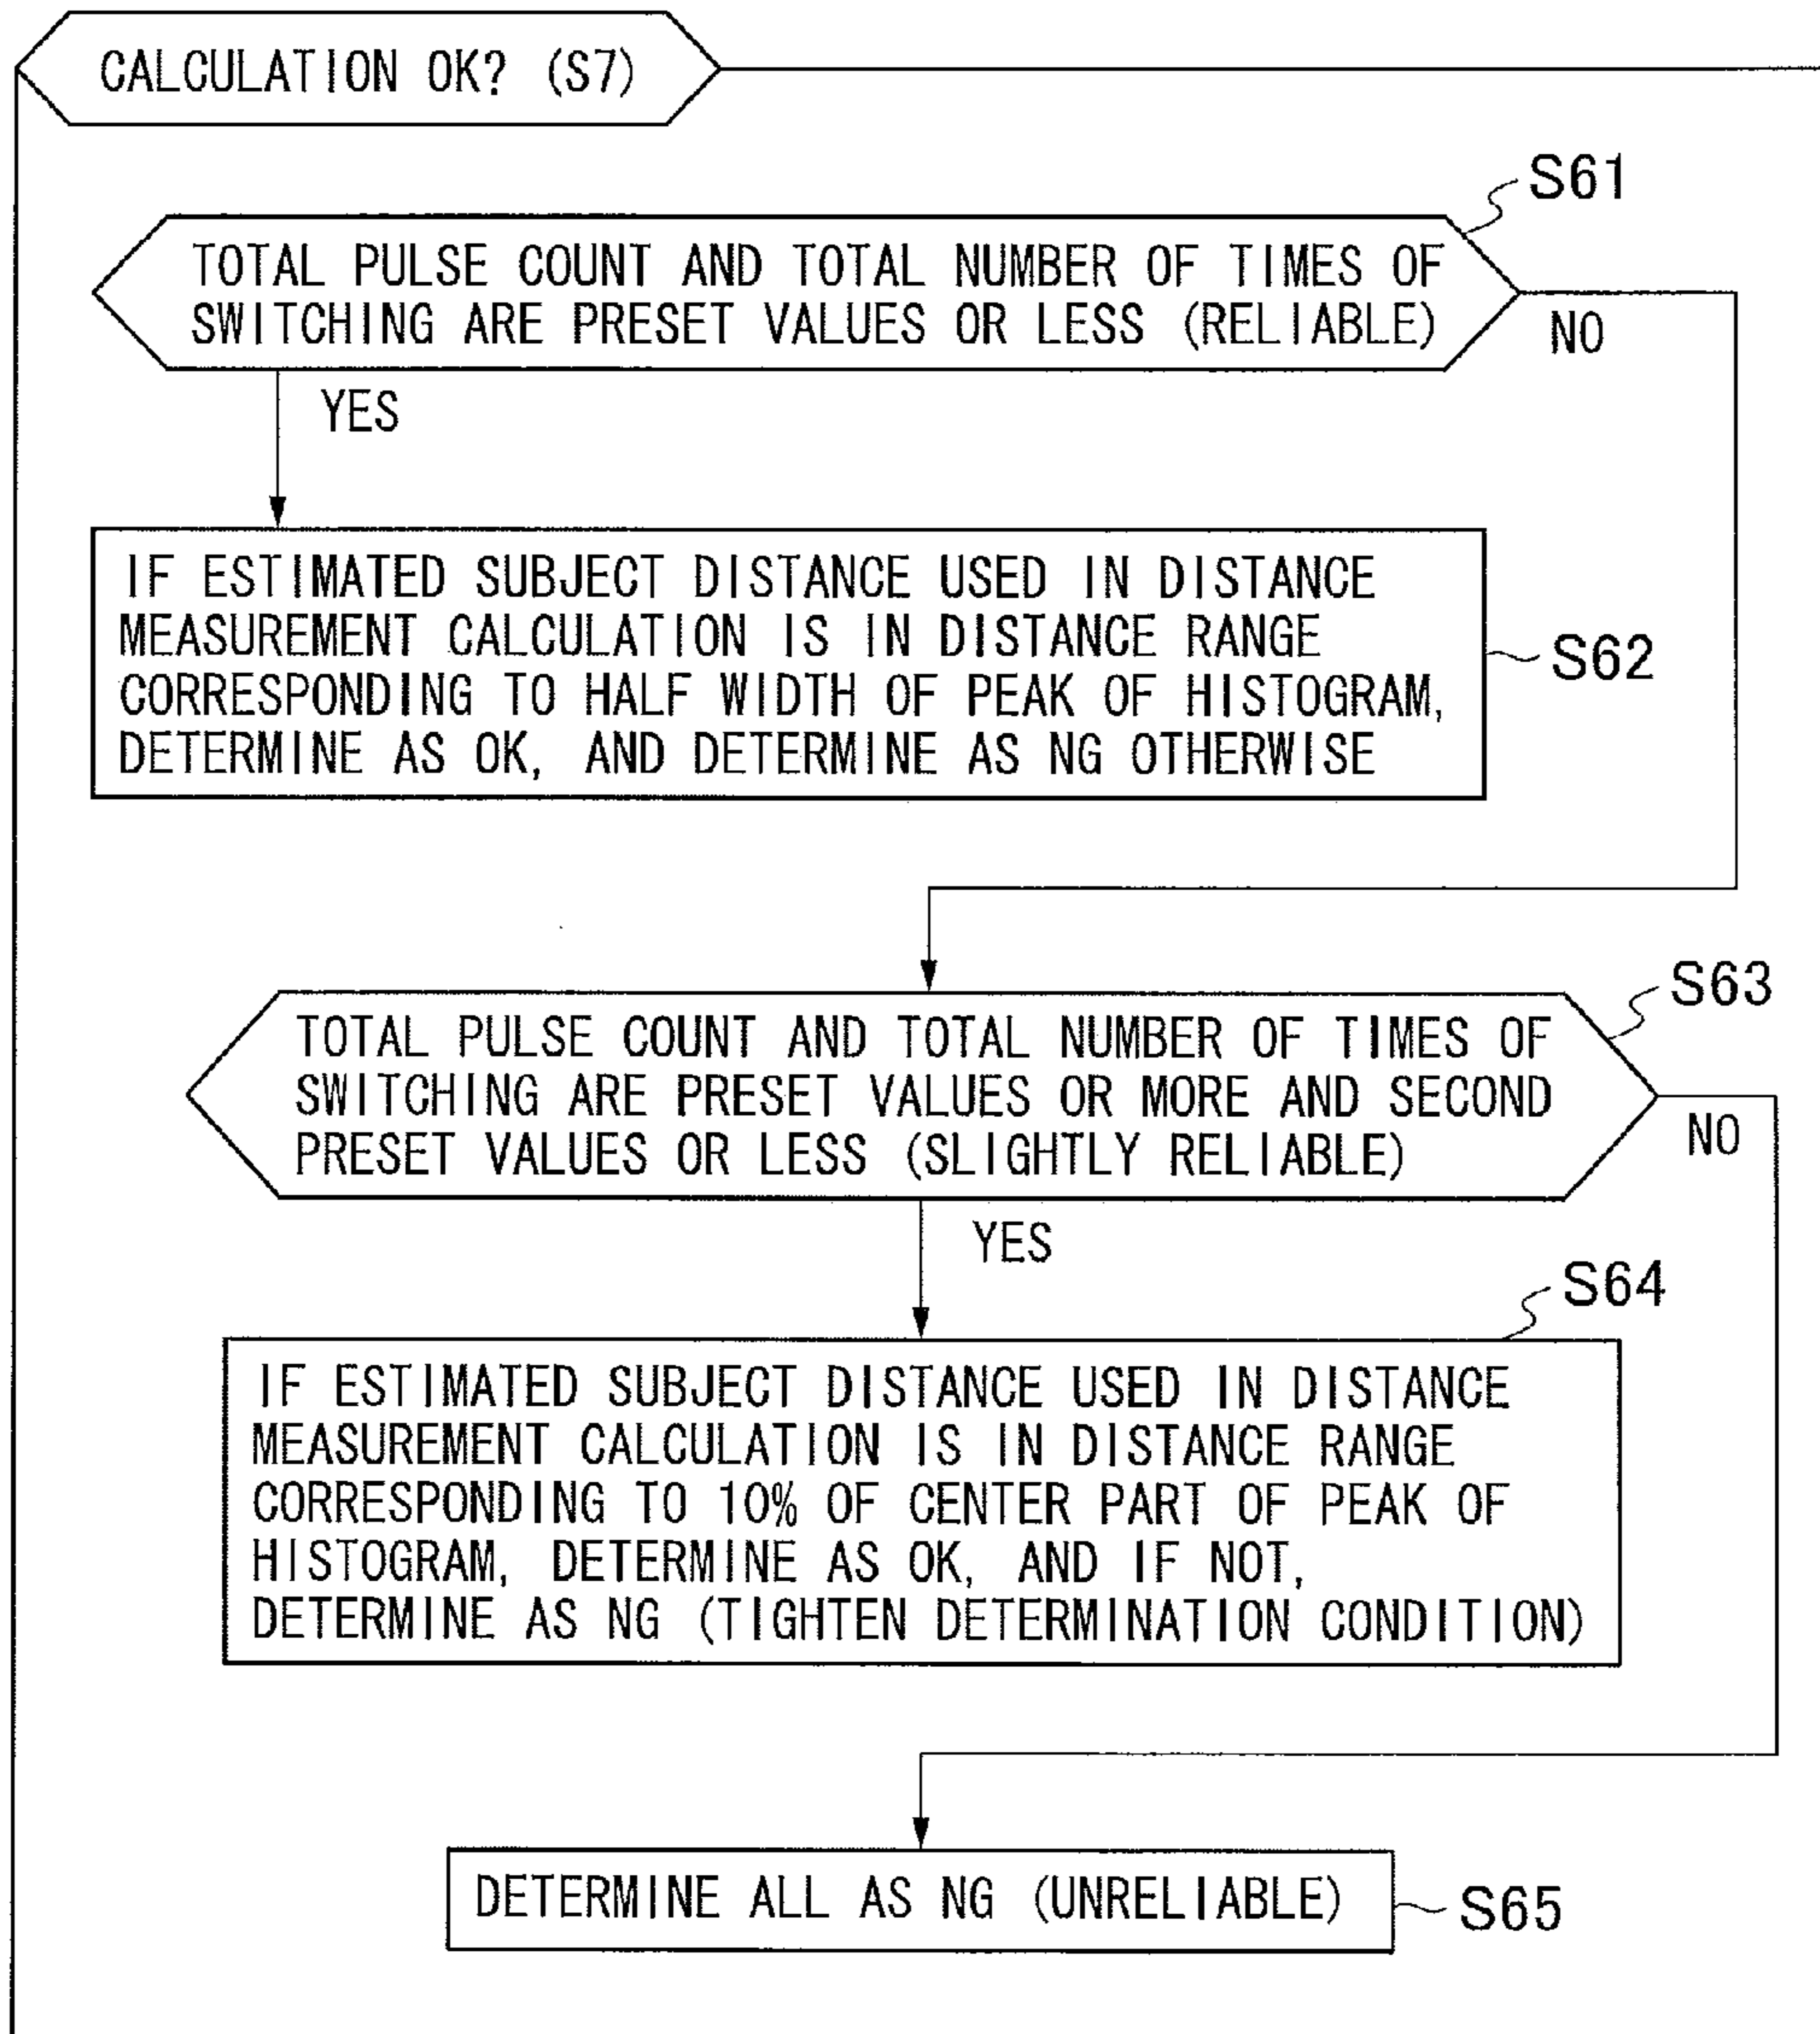 CALCULATION OK? (S7)
S61
TOTAL PULSE COUNT AND TOTAL NUMBER OF TIMES OF
SWITCHING ARE PRESET VALUES OR LESS (RELIABLE)
NO
YES
IF ESTIMATED SUBJECT DISTANCE USED IN DISTANCE
MEASUREMENT CALCULATION IS IN DISTANCE RANGE
CORRESPONDING TO HALF WIDTH OF PEAK OF HISTOGRAM,
DETERMINE AS OK, AND DETERMINE AS NG OTHERWISE
S62
S63
TOTAL PULSE COUNT AND TOTAL NUMBER OF TIMES OF
SWITCHING ARE PRESET VALUES OR MORE AND SECOND
PRESET VALUES OR LESS (SLIGHTLY RELIABLE)
NO
YES
S64
IF ESTIMATED SUBJECT DISTANCE USED IN DISTANCE
MEASUREMENT CALCULATION IS IN DISTANCE RANGE
CORRESPONDING TO 10% OF CENTER PART OF PEAK OF
HISTOGRAM, DETERMINE AS OK, AND IF NOT,
DETERMINE AS NG (TIGHTEN DETERMINATION CONDITION)
DETERMINE ALL AS NG (UNRELIABLE)
S65